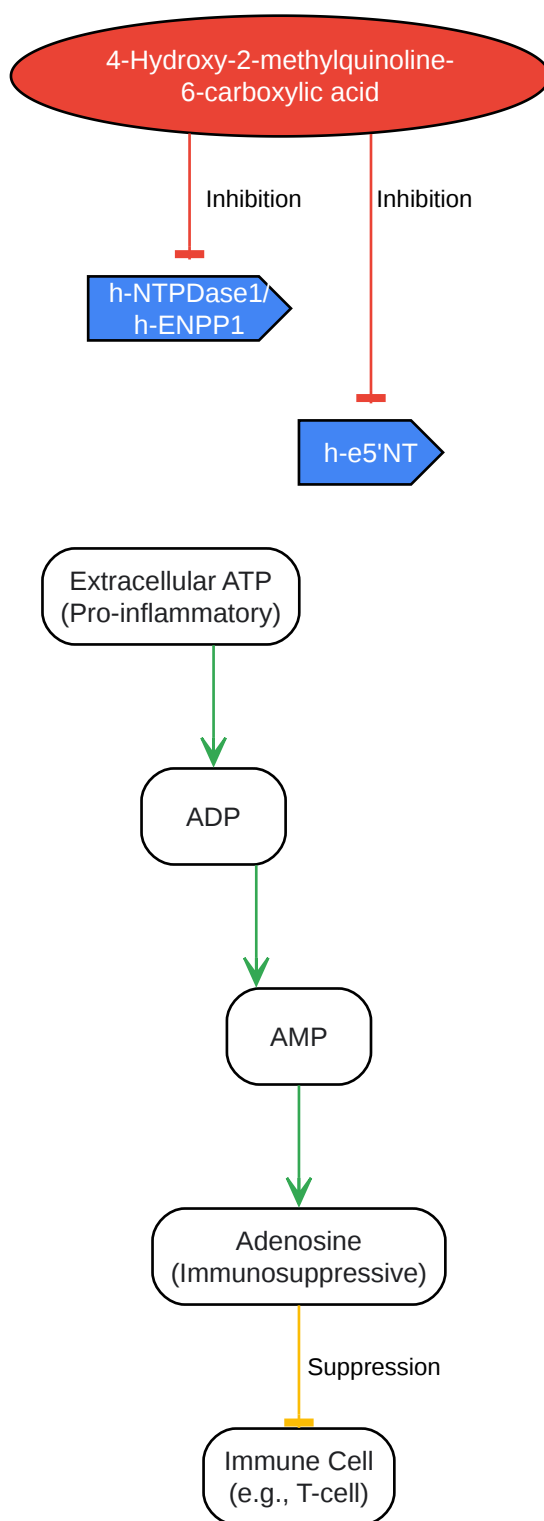 4-Hydroxy-2-methylquinoline-
6-carboxylic acid
Inhibition
Inhibition
h-NTPDase1/
h-ENPP1
h-e5'NT
Extracellular ATP
(Pro-inflammatory)
ADP
AMP
Adenosine
(Immunosuppressive)
Suppression
Immune Cell
(e.g., T-cell)